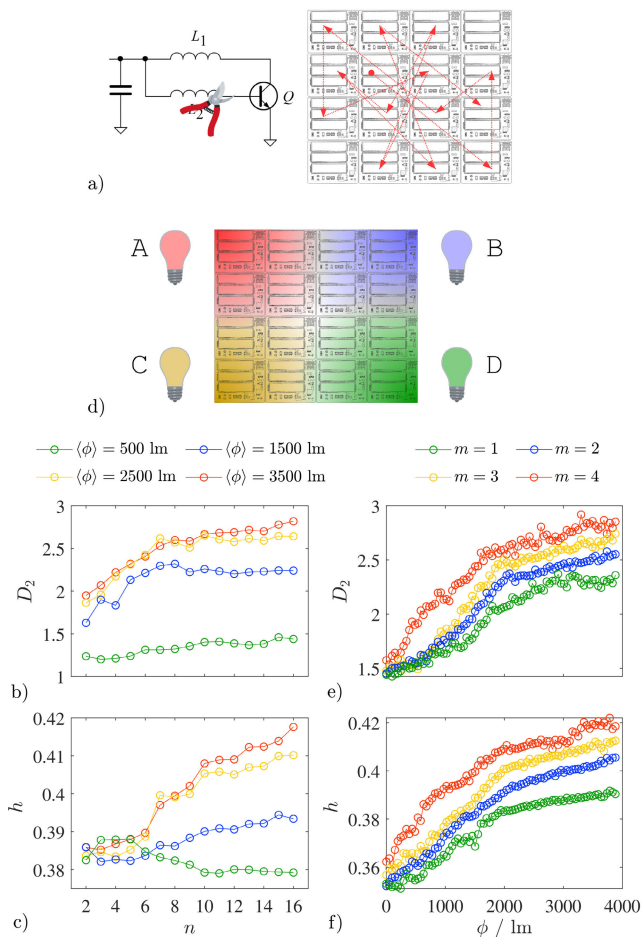 L1
L2
Q
a)
A
B
C
D
d)
⟨ϕ⟩ = 500 lm
⟨ϕ⟩ = 1500 lm
⟨ϕ⟩ = 2500 lm
⟨ϕ⟩ = 3500 lm
m = 1
m = 2
m = 3
m = 4
3
2.5
2
1.5
1
D2
b)
3
2.5
2
1.5
D2
e)
0.42
0.41
0.4
0.39
0.38
h
2 4 6 8 10 12 14 16
n
c)
0.42
0.4
0.38
0.36
h
0 1000 2000 3000 4000
ϕ / lm
f)